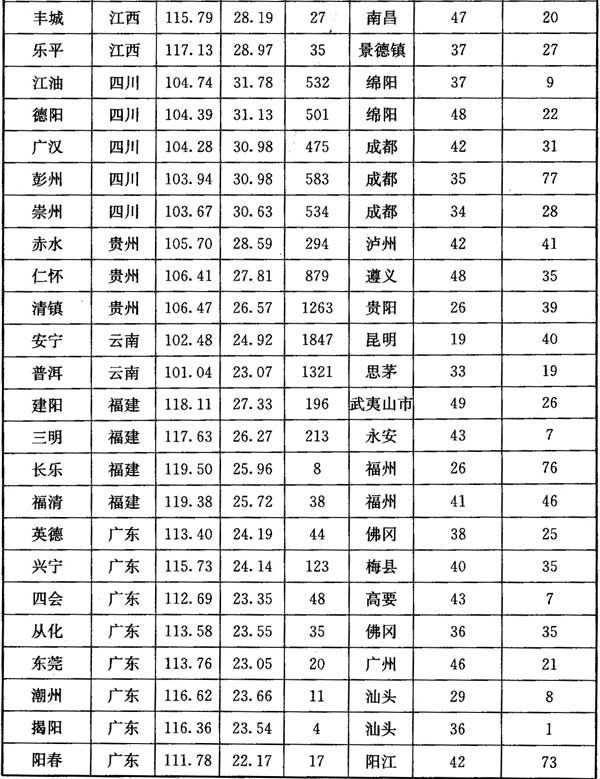 丰城 江西 115.79 28.19 27 南昌 47 20
乐平 江西 117.13 28.97 35 景德镇 37 27
江油 四川 104.74 31.78 532 绵阳 37 9
德阳 四川 104.39 31.13 501 绵阳 48 22
广汉 四川 104.28 30.98 475 成都 42 31
彭州 四川 103.94 30.98 583 成都 35 77
崇州 四川 103.67 30.63 534 成都 34 28
赤水 贵州 105.70 28.59 294 泸州 42 41
仁怀 贵州 106.41 27.81 879 遵义 48 35
清镇 贵州 106.47 26.57 1263 贵阳 26 39
安宁 云南 102.48 24.92 1847 昆明 19 40
普洱 云南 101.04 23.07 1321 思茅 33 19
建阳 福建 118.11 27.33 196 武夷山市 49 26
三明 福建 117.63 26.27 213 永安 43 7
长乐 福建 119.50 25.96 8 福州 26 76
福清 福建 119.38 25.72 38 福州 41 46
英德 广东 113.40 24.19 44 佛冈 38 25
兴宁 广东 115.73 24.14 123 梅县 40 35
四会 广东 112.69 23.35 48 高要 43 7
从化 广东 113.58 23.55 35 佛冈 36 35
东莞 广东 113.76 23.05 20 广州 46 21
潮州 广东 116.62 23.66 11 汕头 29 8
揭阳 广东 116.36 23.54 4 汕头 36 1
阳春 广东 111.78 22.17 17 阳江 42 73